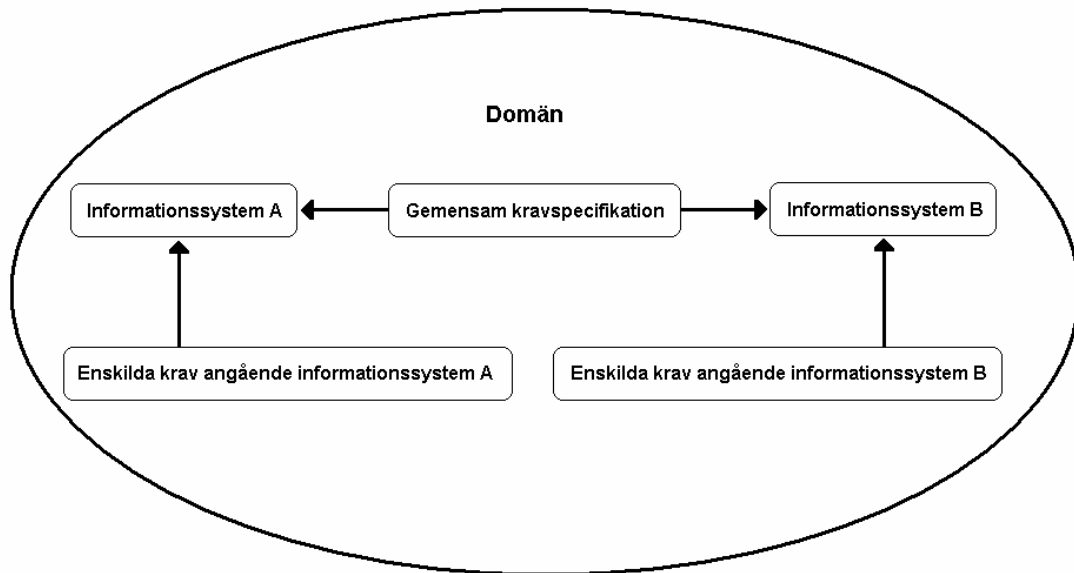 Domän
Informationssystem A
Gemensam kravspecifikation
Informationssystem B
Enskilda krav angående informationssystem A
Enskilda krav angående informationssystem B